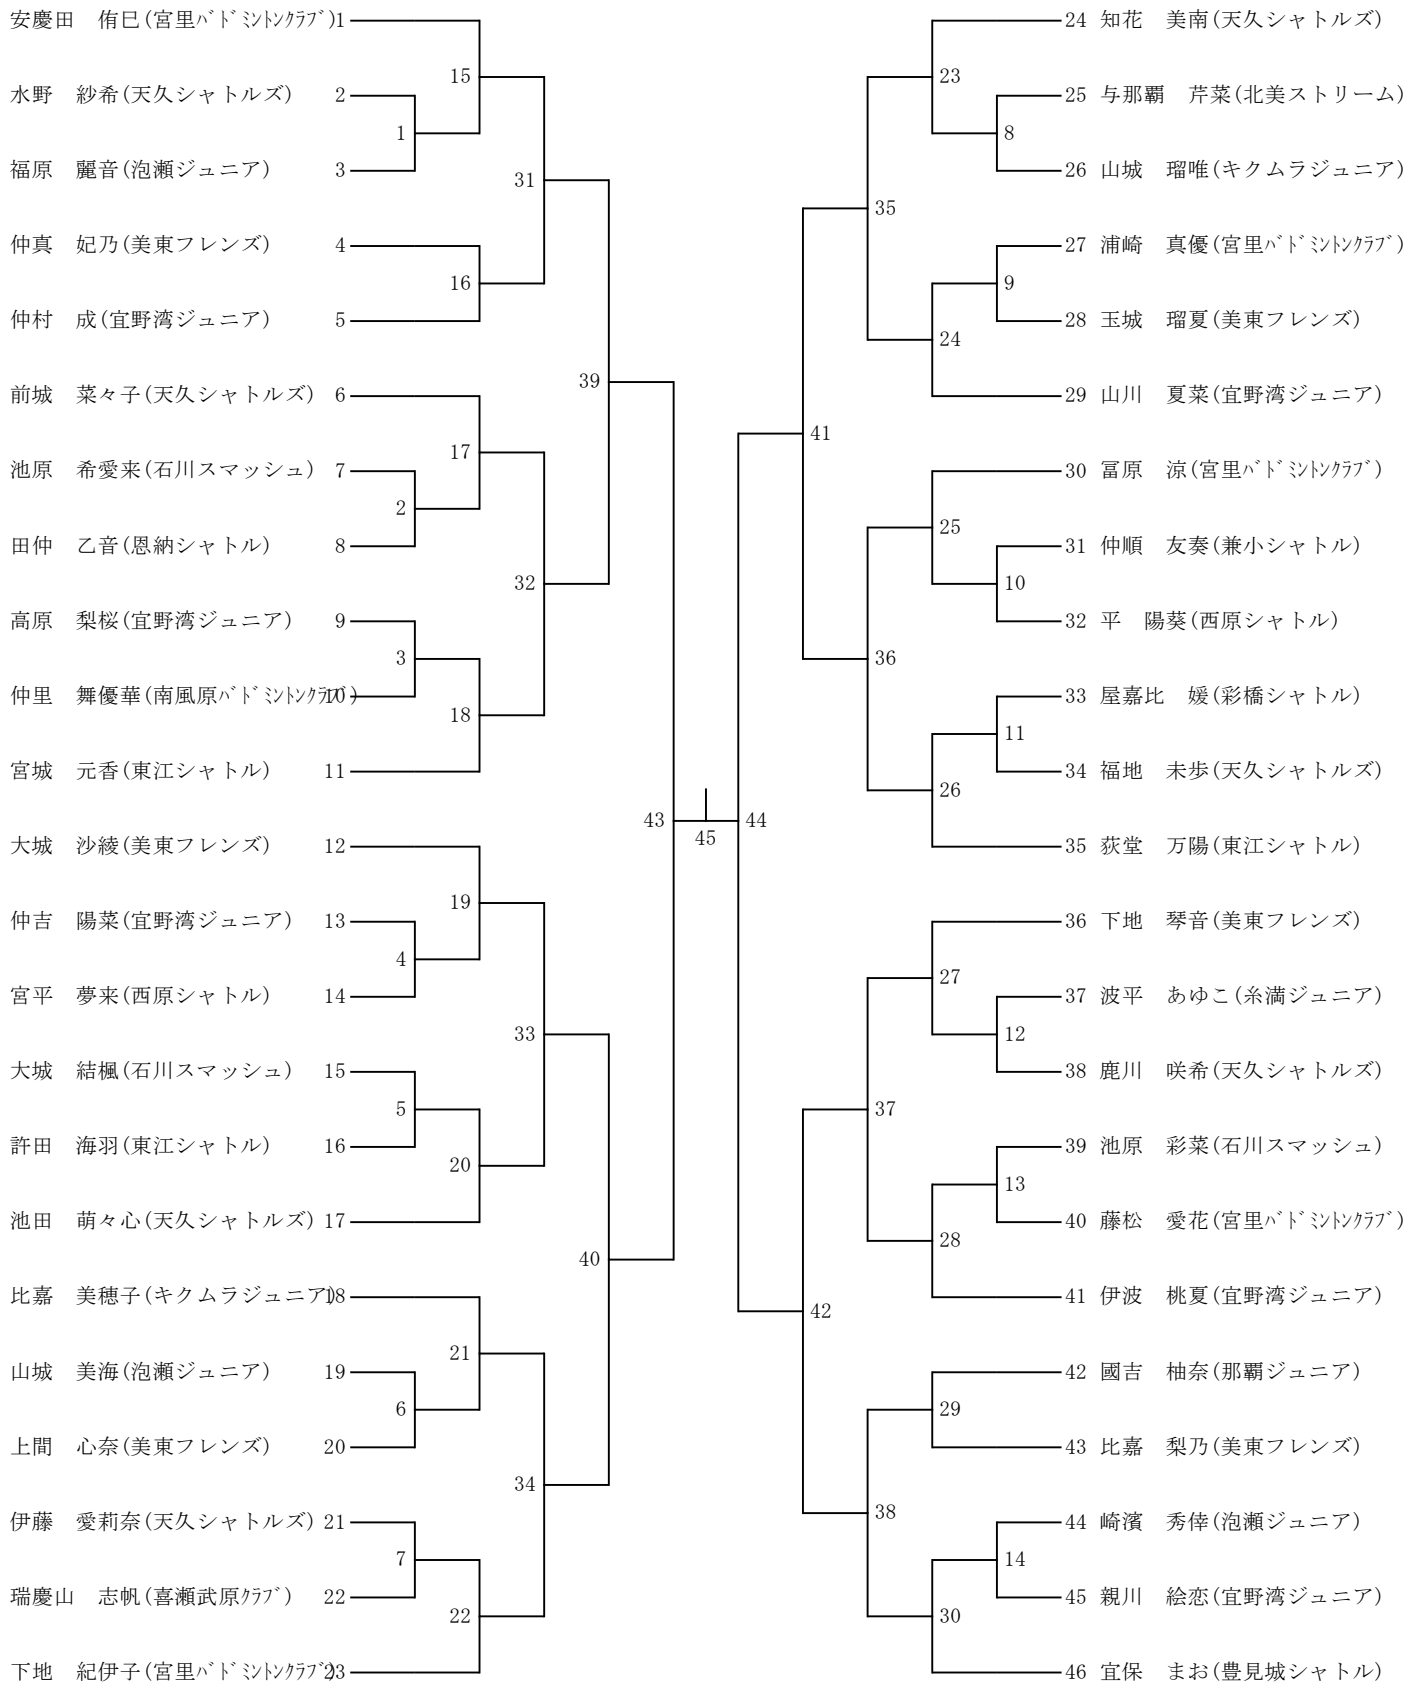 安慶田　侑巳(宮里ﾊﾞﾄﾞﾐﾝﾄﾝｸﾗﾌﾞ) 1
水野　紗希(天久シャトルズ) 2
福原　麗音(泡瀬ジュニア) 3
仲真　妃乃(美東フレンズ) 4
仲村　成(宜野湾ジュニア) 5
前城　菜々子(天久シャトルズ) 6
池原　希愛来(石川スマッシュ) 7
田仲　乙音(恩納シャトル) 8
高原　梨桜(宜野湾ジュニア) 9
仲里　舞優華(南風原ﾊﾞﾄﾞﾐﾝﾄﾝｸﾗﾌﾞ) 10
宮城　元香(東江シャトル) 11
大城　沙綾(美東フレンズ) 12
仲吉　陽菜(宜野湾ジュニア) 13
宮平　夢来(西原シャトル) 14
大城　結楓(石川スマッシュ) 15
許田　海羽(東江シャトル) 16
池田　萌々心(天久シャトルズ) 17
比嘉　美穂子(キクムラジュニア) 18
山城　美海(泡瀬ジュニア) 19
上間　心奈(美東フレンズ) 20
伊藤　愛莉奈(天久シャトルズ) 21
瑞慶山　志帆(喜瀬武原ｸﾗﾌﾞ) 22
下地　紀伊子(宮里ﾊﾞﾄﾞﾐﾝﾄﾝｸﾗﾌﾞ) 23
1
2
3
4
5
6
7
15
16
17
18
19
20
21
22
31
32
33
34
39
40
43
45
44
41
42
35
36
37
38
23
24
25
26
27
28
29
30
8
9
10
11
12
13
14
24 知花　美南(天久シャトルズ)
25 与那覇　芹菜(北美ストリーム)
26 山城　瑠唯(キクムラジュニア)
27 浦崎　真優(宮里ﾊﾞﾄﾞﾐﾝﾄﾝｸﾗﾌﾞ)
28 玉城　瑠夏(美東フレンズ)
29 山川　夏菜(宜野湾ジュニア)
30 冨原　涼(宮里ﾊﾞﾄﾞﾐﾝﾄﾝｸﾗﾌﾞ)
31 仲順　友奏(兼小シャトル)
32 平　陽葵(西原シャトル)
33 屋嘉比　媛(彩橋シャトル)
34 福地　未歩(天久シャトルズ)
35 荻堂　万陽(東江シャトル)
36 下地　琴音(美東フレンズ)
37 波平　あゆこ(糸満ジュニア)
38 鹿川　咲希(天久シャトルズ)
39 池原　彩菜(石川スマッシュ)
40 藤松　愛花(宮里ﾊﾞﾄﾞﾐﾝﾄﾝｸﾗﾌﾞ)
41 伊波　桃夏(宜野湾ジュニア)
42 國吉　柚奈(那覇ジュニア)
43 比嘉　梨乃(美東フレンズ)
44 崎濱　秀倖(泡瀬ジュニア)
45 親川　絵恋(宜野湾ジュニア)
46 宜保　まお(豊見城シャトル)